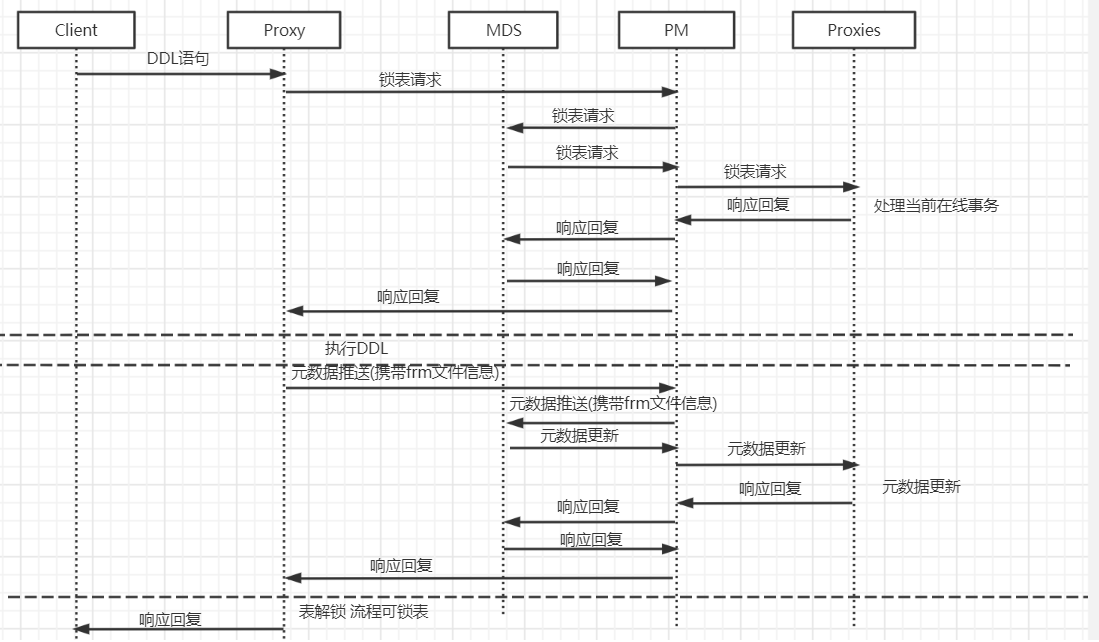 Client
Proxy
MDS
PM
Proxies
DDL语句
锁表请求
锁表请求
锁表请求
锁表请求
响应回复
处理当前在线事务
响应回复
响应回复
响应回复
执行DDL
元数据推送(携带frm文件信息)
元数据推送(携带frm文件信息)
元数据更新
元数据更新
响应回复
元数据更新
响应回复
响应回复
响应回复
表解锁 流程可锁表
响应回复